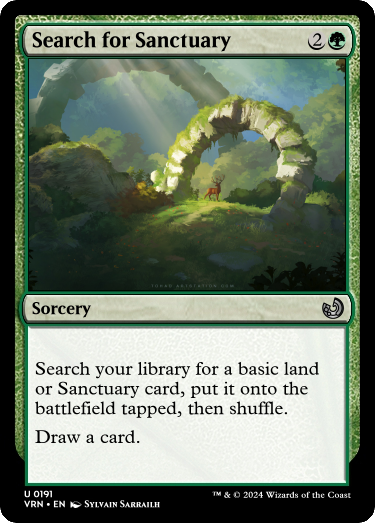 Search for Sanctuary 2
Sorcery
Search your library for a basic land
or Sanctuary card, put it onto the
battlefield tapped, then shuffle.
Draw a card.
U 0191
VRN • EN Sylvain Sarrailh
™ & © 2024 Wizards of the Coast